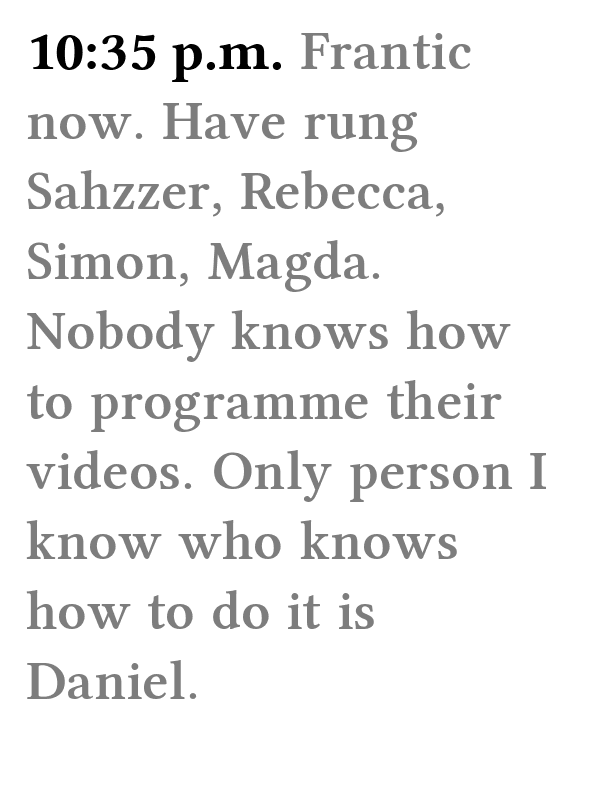 10:35 p.m. Frantic
now. Have rung
Sahzzer, Rebecca,
Simon, Magda.
Nobody knows how
to programme their
videos. Only person I
know who knows
how to do it is
Daniel.